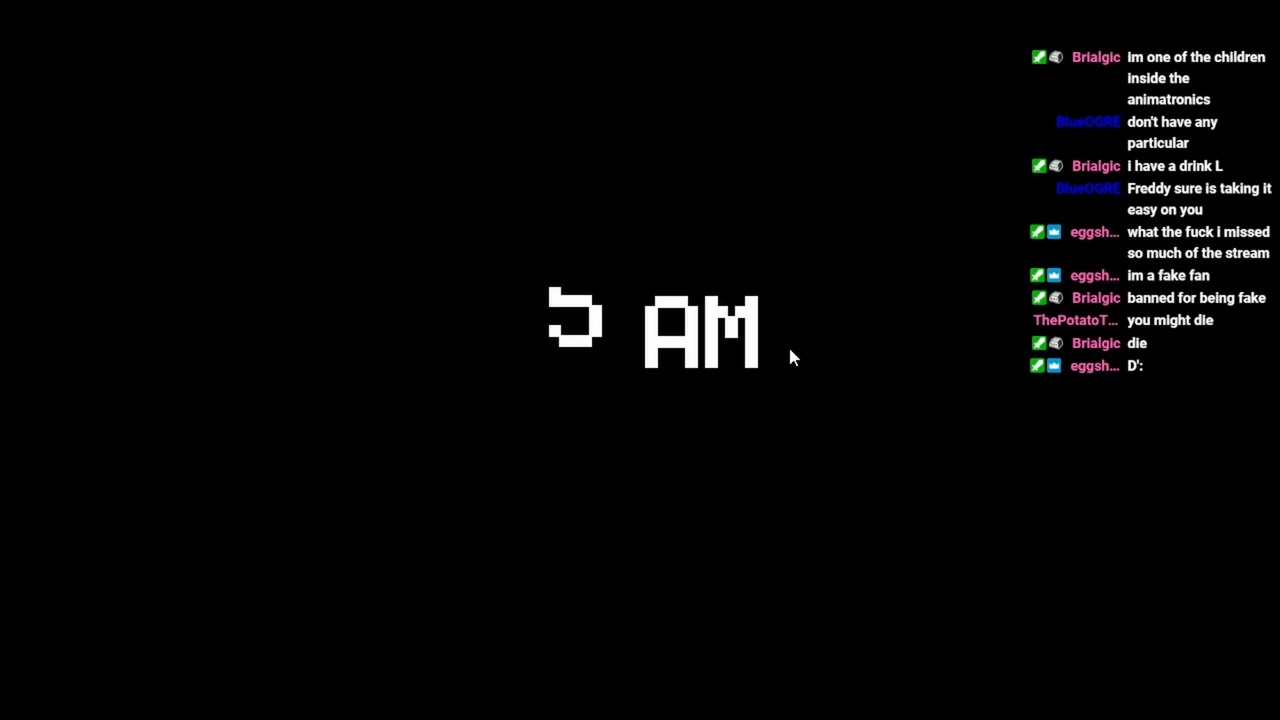 5 AM
Brialgic im one of the children
inside the
animatronics
BlueOGRE don't have any
particular
Brialgic i have a drink L
BlueOGRE Freddy sure is taking it
easy on you
eggsh... what the fuck i missed
so much of the stream
eggsh... im a fake fan
Brialgic banned for being fake
ThePotatoT... you might die
Brialgic die
eggsh... D':